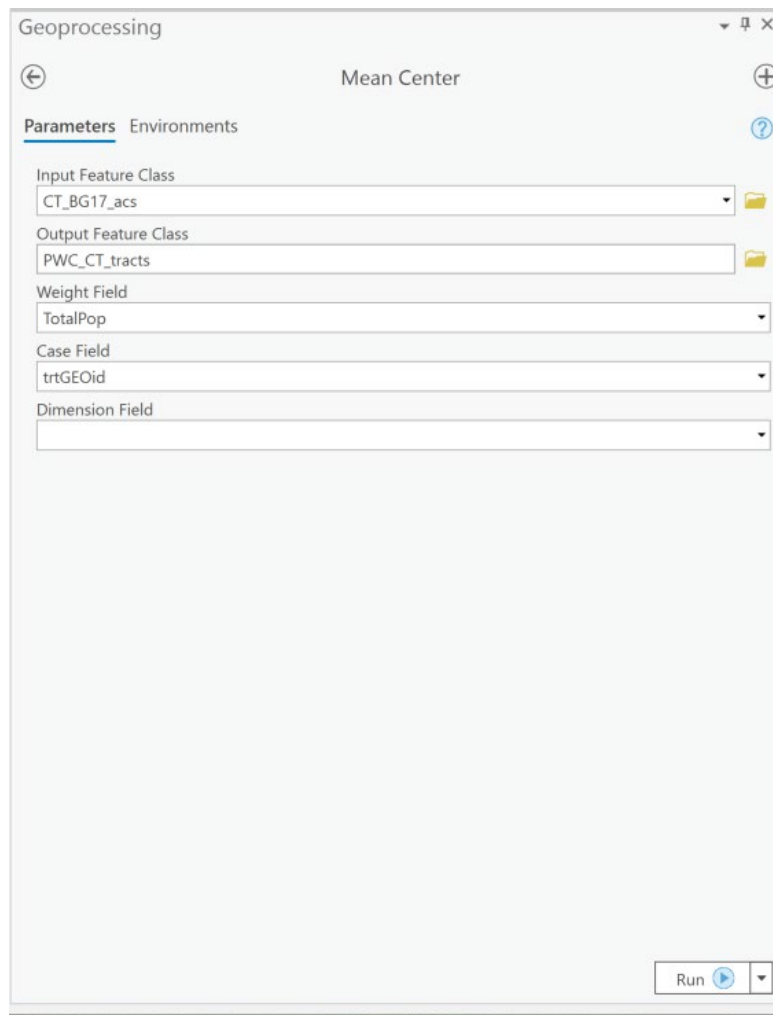 Geoprocessing
Mean Center
Parameters Environments
Input Feature Class
CT_BG17_acs
Output Feature Class
PWC_CT_tracts
Weight Field
TotalPop
Case Field
trtGEOid
Dimension Field
Run